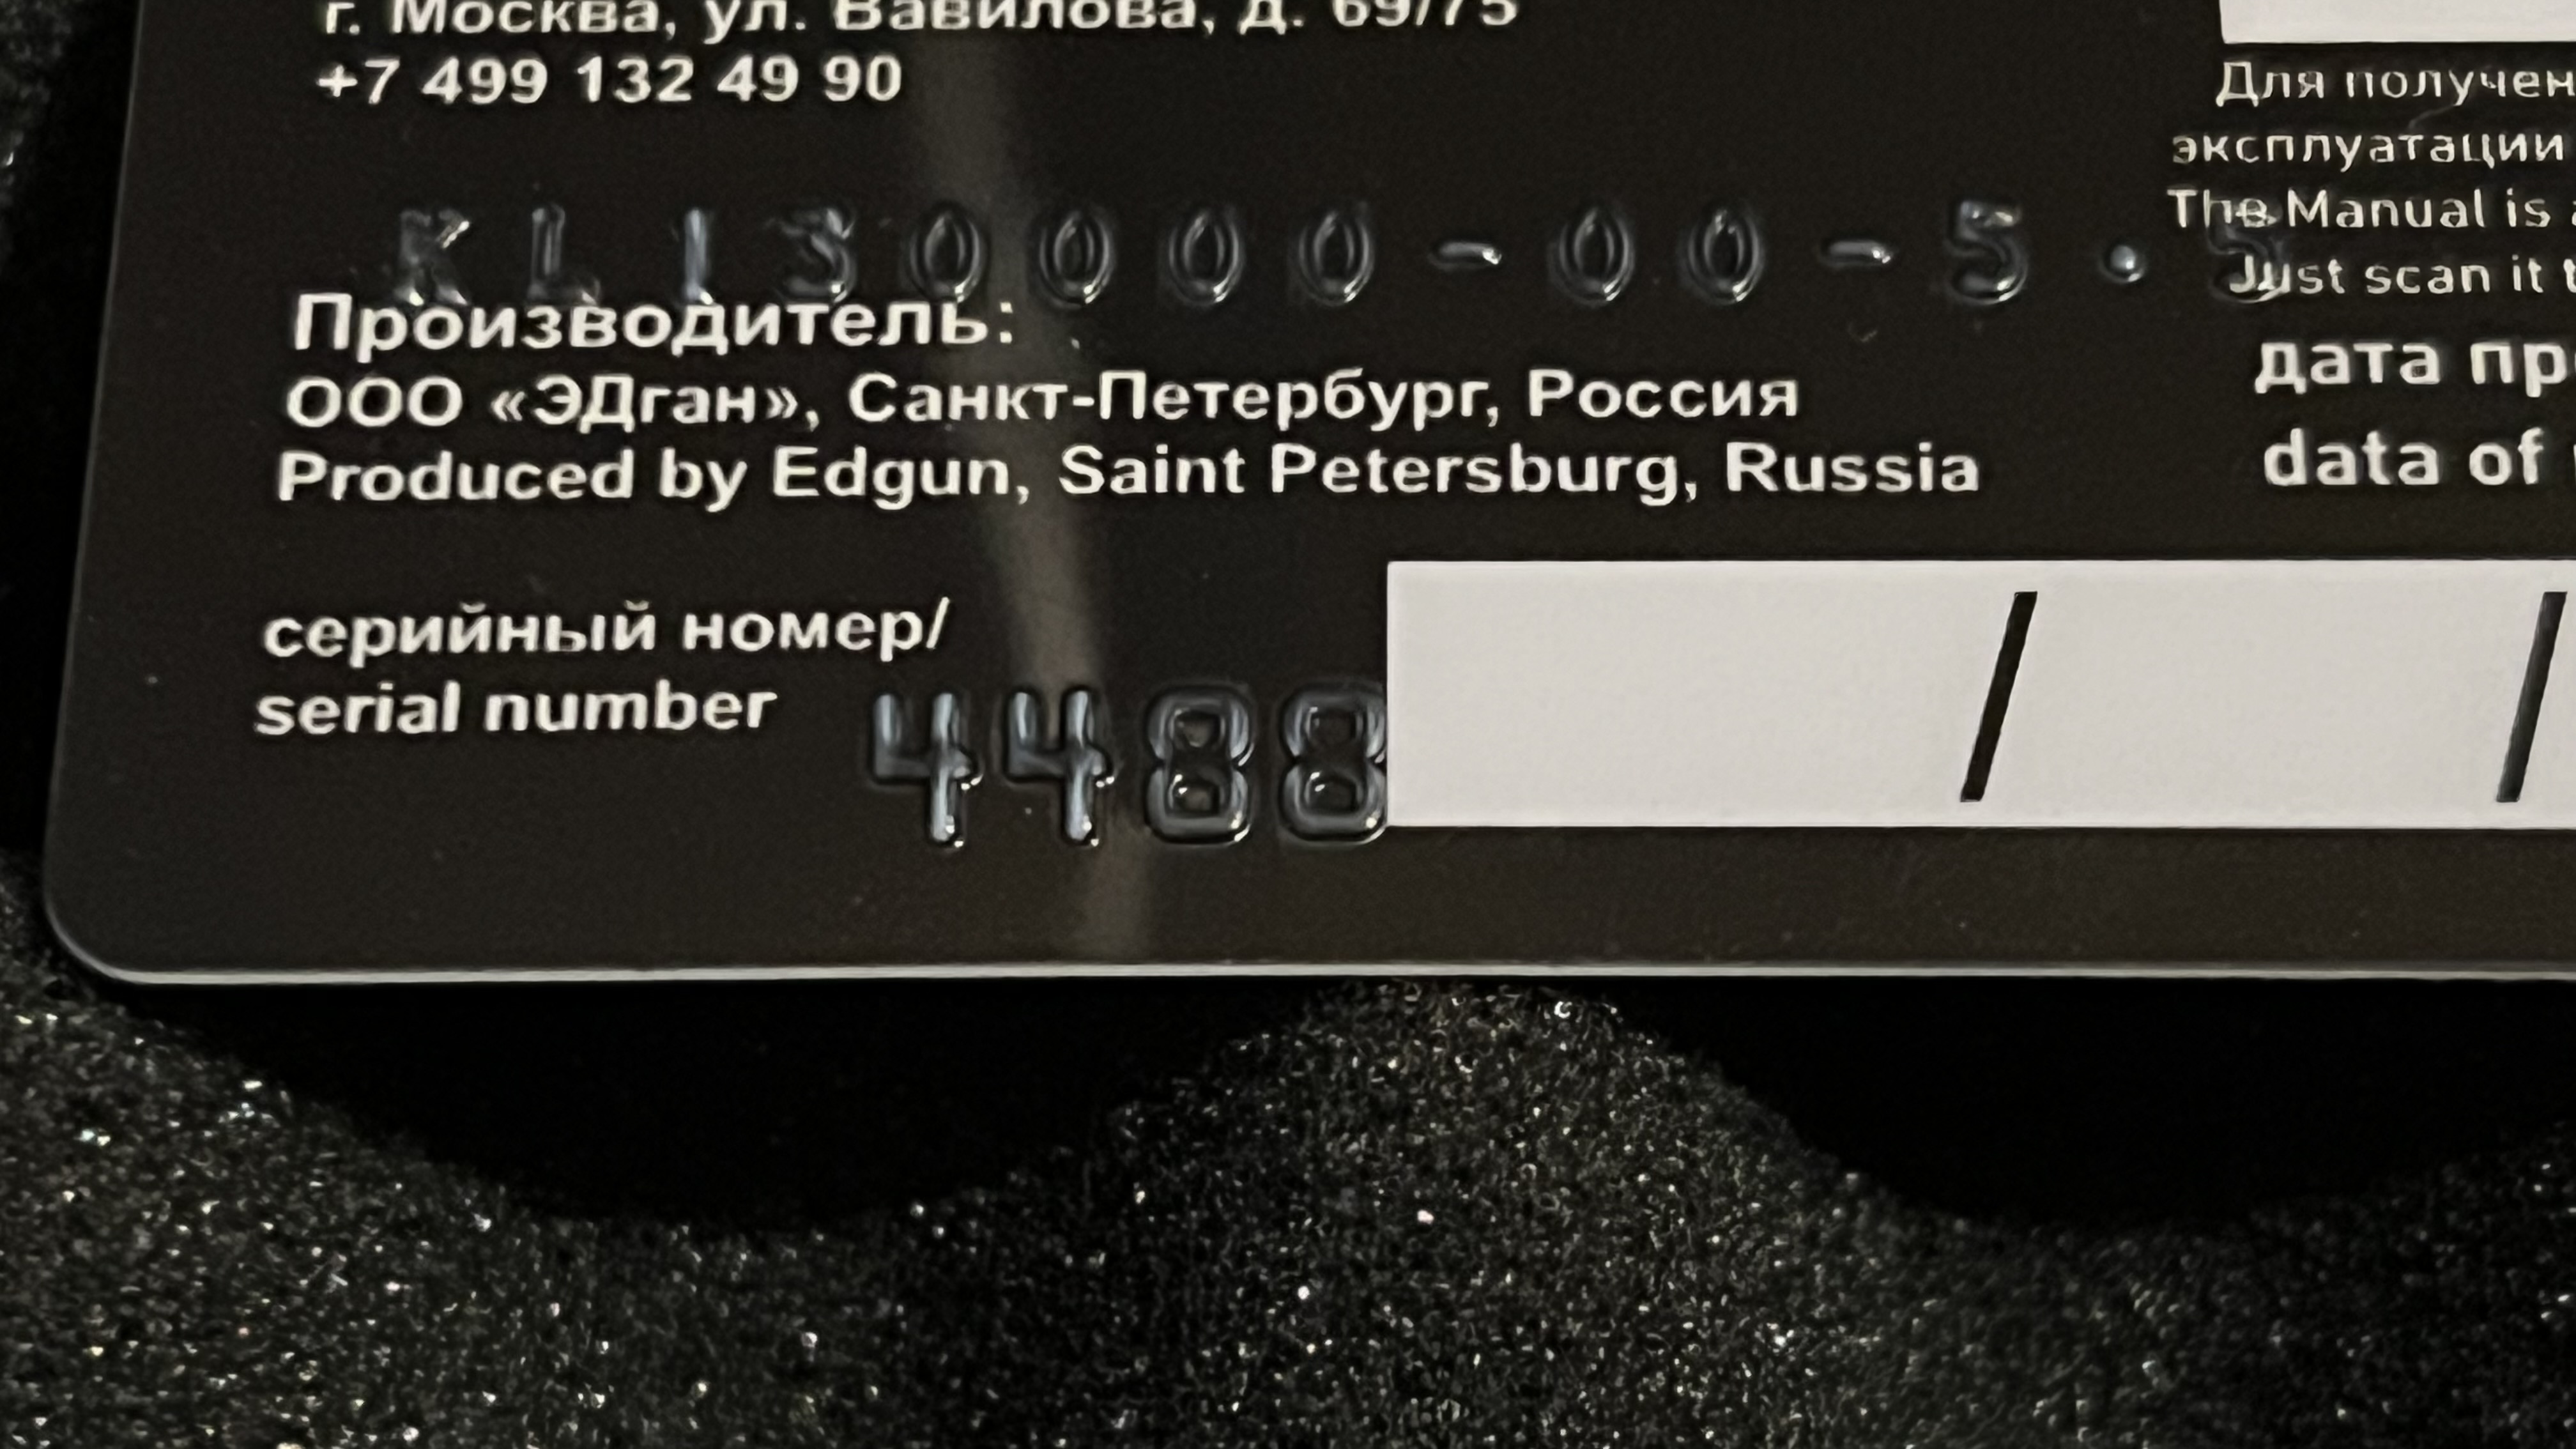 г. Москва, ул. Вавилова, д. 69/75
+7 499 132 49 90
KL130000-00-5.5
Производитель:
ООО «ЭДган», Санкт-Петербург, Россия
Produced by Edgun, Saint Petersburg, Russia
серийный номер/
serial number
4488
/ /
Для получен
эксплуатации
The Manual is
Just scan it t
дата пр
data of